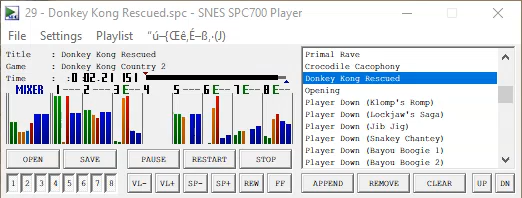 29 - Donkey Kong Rescued.spc - SNES SPC700 Player
File Settings Playlist “ú–{Œê‚É–ß‚·(J)
Title : Donkey Kong Rescued
Game : Donkey Kong Country 2
Time : :0:02:21 151
MIXER 1 --- 2 --- 3 E-- 4 5 --- 6 E-- 7 E-- 8 E--
OPEN SAVE PAUSE RESTART STOP
1 2 3 4 5 6 7 8 VL- VL+ SP- SP+ REW FF
Primal Rave
Crocodile Cacophony
Donkey Kong Rescued
Opening
Player Down (Klomp's Romp)
Player Down (Lockjaw's Saga)
Player Down (Jib Jig)
Player Down (Snakey Chantey)
Player Down (Bayou Boogie 1)
Player Down (Bayou Boogie 2)
APPEND REMOVE CLEAR UP DN